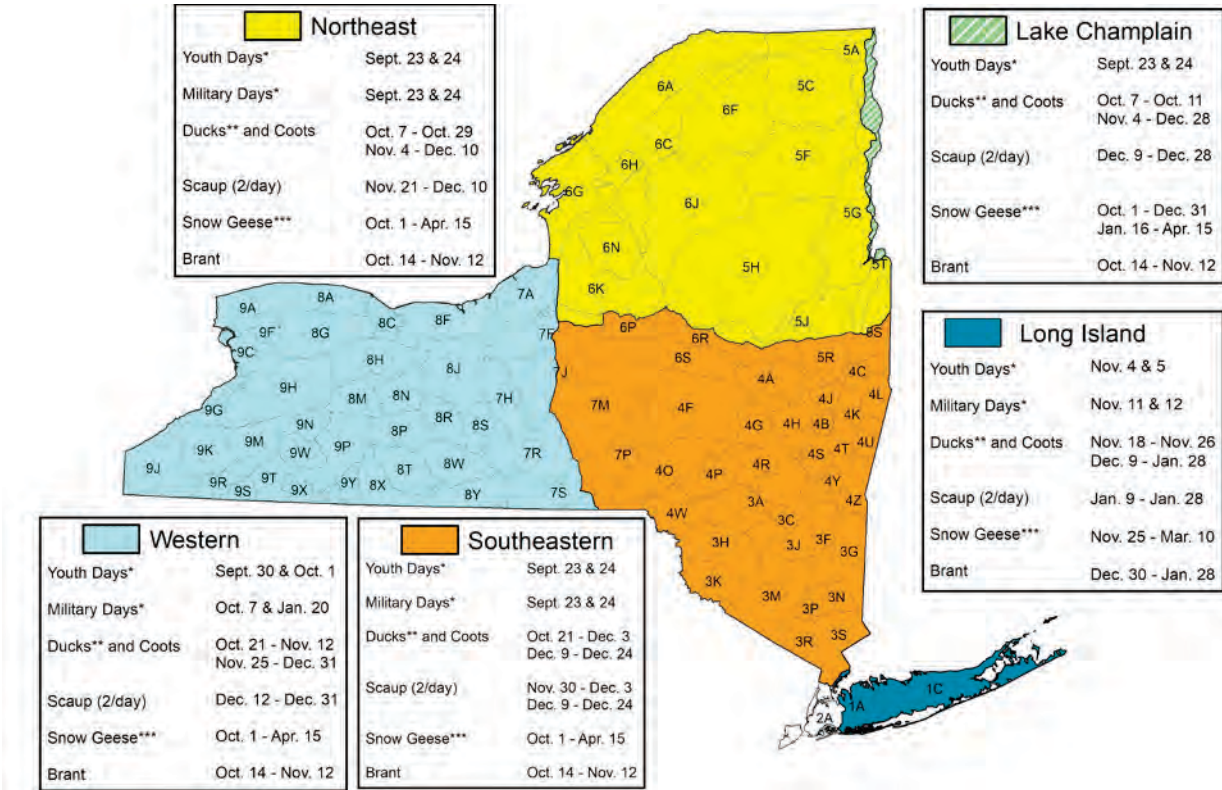 Northeast
Youth Days* Sept. 23 & 24
Military Days* Sept. 23 & 24
Ducks** and Coots Oct. 7 - Oct. 29
Nov. 4 - Dec. 10
Scaup (2/day) Nov. 21 - Dec. 10
Snow Geese*** Oct. 1 - Apr. 15
Brant Oct. 14 - Nov. 12
Lake Champlain
Youth Days* Sept. 23 & 24
Ducks** and Coots Oct. 7 - Oct. 11
Nov. 4 - Dec. 28
Scaup (2/day) Dec. 9 - Dec. 28
Snow Geese*** Oct. 1 - Dec. 31
Jan. 16 - Apr. 15
Brant Oct. 14 - Nov. 12
Long Island
Youth Days* Nov. 4 & 5
Military Days* Nov. 11 & 12
Ducks** and Coots Nov. 18 - Nov. 26
Dec. 9 - Jan. 28
Scaup (2/day) Jan. 9 - Jan. 28
Snow Geese*** Nov. 25 - Mar. 10
Brant Dec. 30 - Jan. 28
Western
Youth Days* Sept. 30 & Oct. 1
Military Days* Oct. 7 & Jan. 20
Ducks** and Coots Oct. 21 - Nov. 12
Nov. 25 - Dec. 31
Scaup (2/day) Dec. 12 - Dec. 31
Snow Geese*** Oct. 1 - Apr. 15
Brant Oct. 14 - Nov. 12
Southeastern
Youth Days* Sept. 23 & 24
Military Days* Sept. 23 & 24
Ducks** and Coots Oct. 21 - Dec. 3
Dec. 9 - Dec. 24
Scaup (2/day) Nov. 30 - Dec. 3
Dec. 9 - Dec. 24
Snow Geese*** Oct. 1 - Apr. 15
Brant Oct. 14 - Nov. 12
5A
6A 5C
6F
6C
6H 5F
6G
6J
5G
6N
5H 5T
6K
5J
9A 8A 7A
9F 8G 8C 8F
9C
8H
8J
9H
8M 8N 7H
9G
9N 8R 8S
9M 8P
9K 9W 9P 7R
9J 9T 8T 8W
9R 9S 9X 9Y 8X 8Y 7S
6P
6R
6S 5R
4A 4C
4J 4L
7M 4F
4G 4H 4B 4K
4U
7P 4S 4T
4O 4P 4R
4Y
3A 4Z
4W 3C
3H 3J 3F 3G
3K
3M 3N
3P
3R 3S
1C
1A
2A